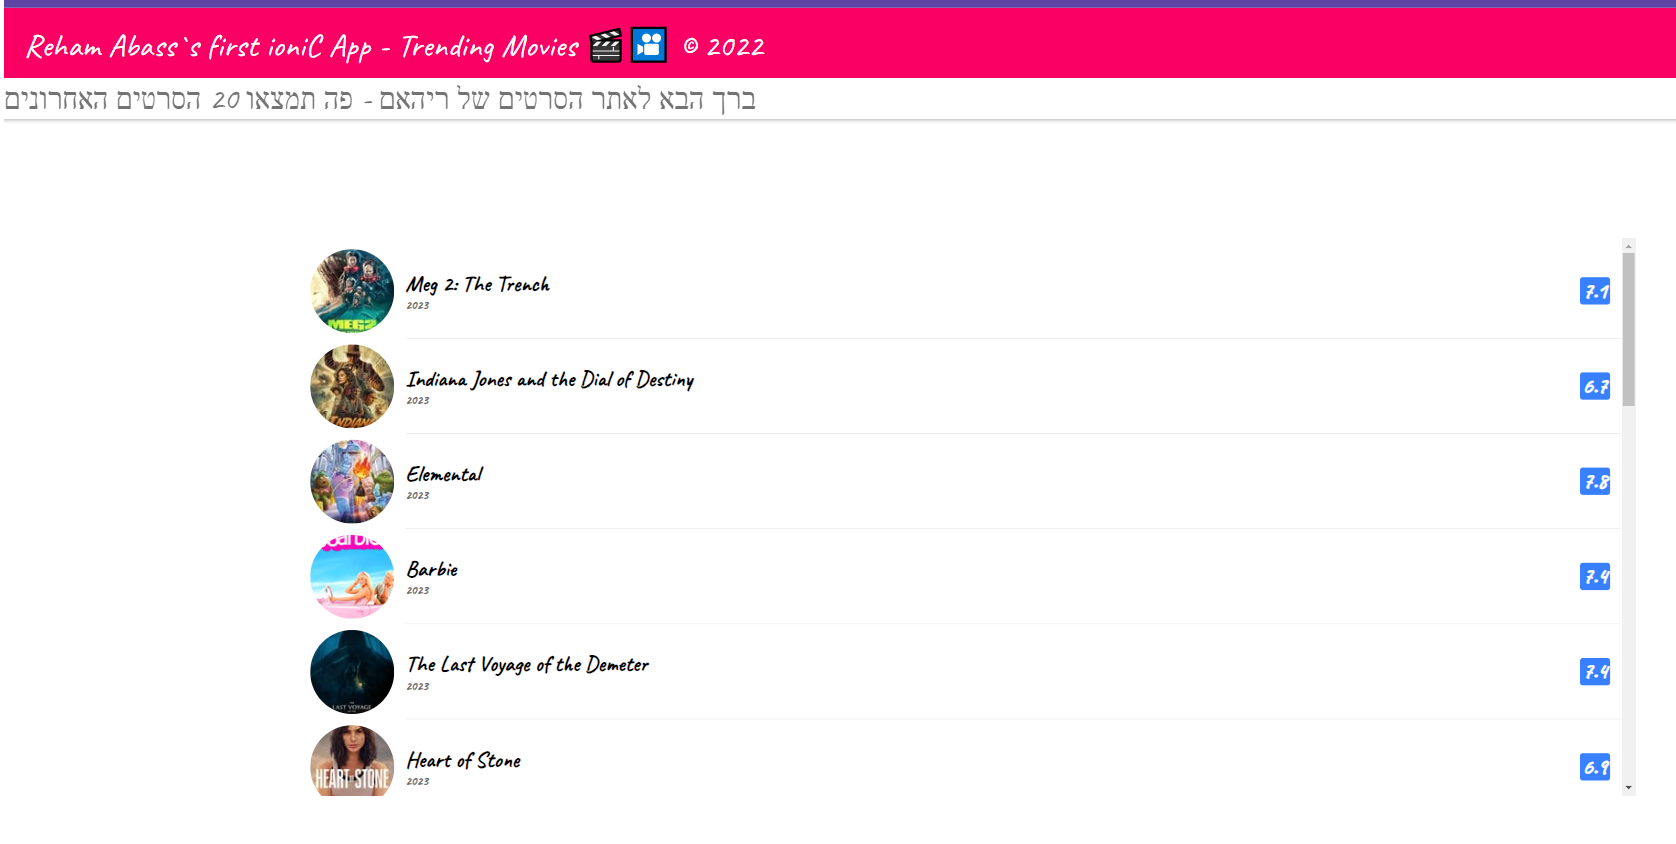 Reham Abass`s first ioniC App - Trending Movies 🎬 🎦 © 2022
ברך הבא לאתר הסרטים של ריהאם - פה תמצאו 20 הסרטים האחרונים
MEG2
Meg 2: The Trench
2023
7.1
INDIANA
Indiana Jones and the Dial of Destiny
2023
6.7
Elemental
2023
7.8
Barbie
2023
7.4
LAST VOYAGE
The Last Voyage of the Demeter
2023
7.4
HEART OF STONE
Heart of Stone
2023
6.9